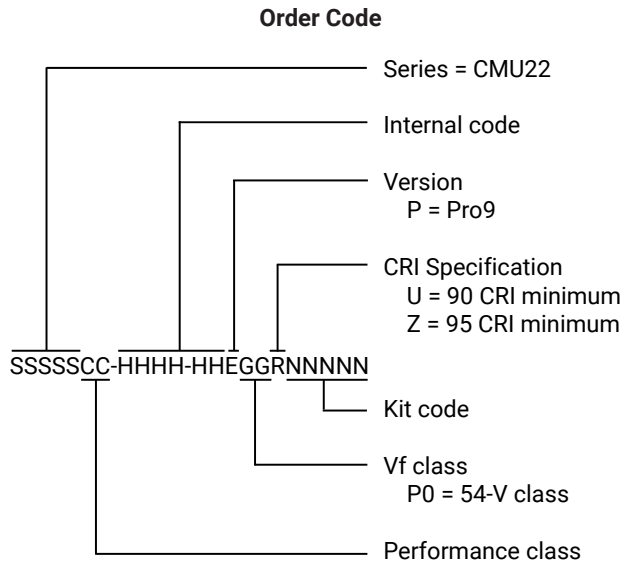 Order Code
Series = CMU22
Internal code
Version
P = Pro9
CRI Specification
U = 90 CRI minimum
Z = 95 CRI minimum
SSSSSCC-HHHH-HHEGGRNNNNN
Kit code
Vf class
P0 = 54-V class
Performance class